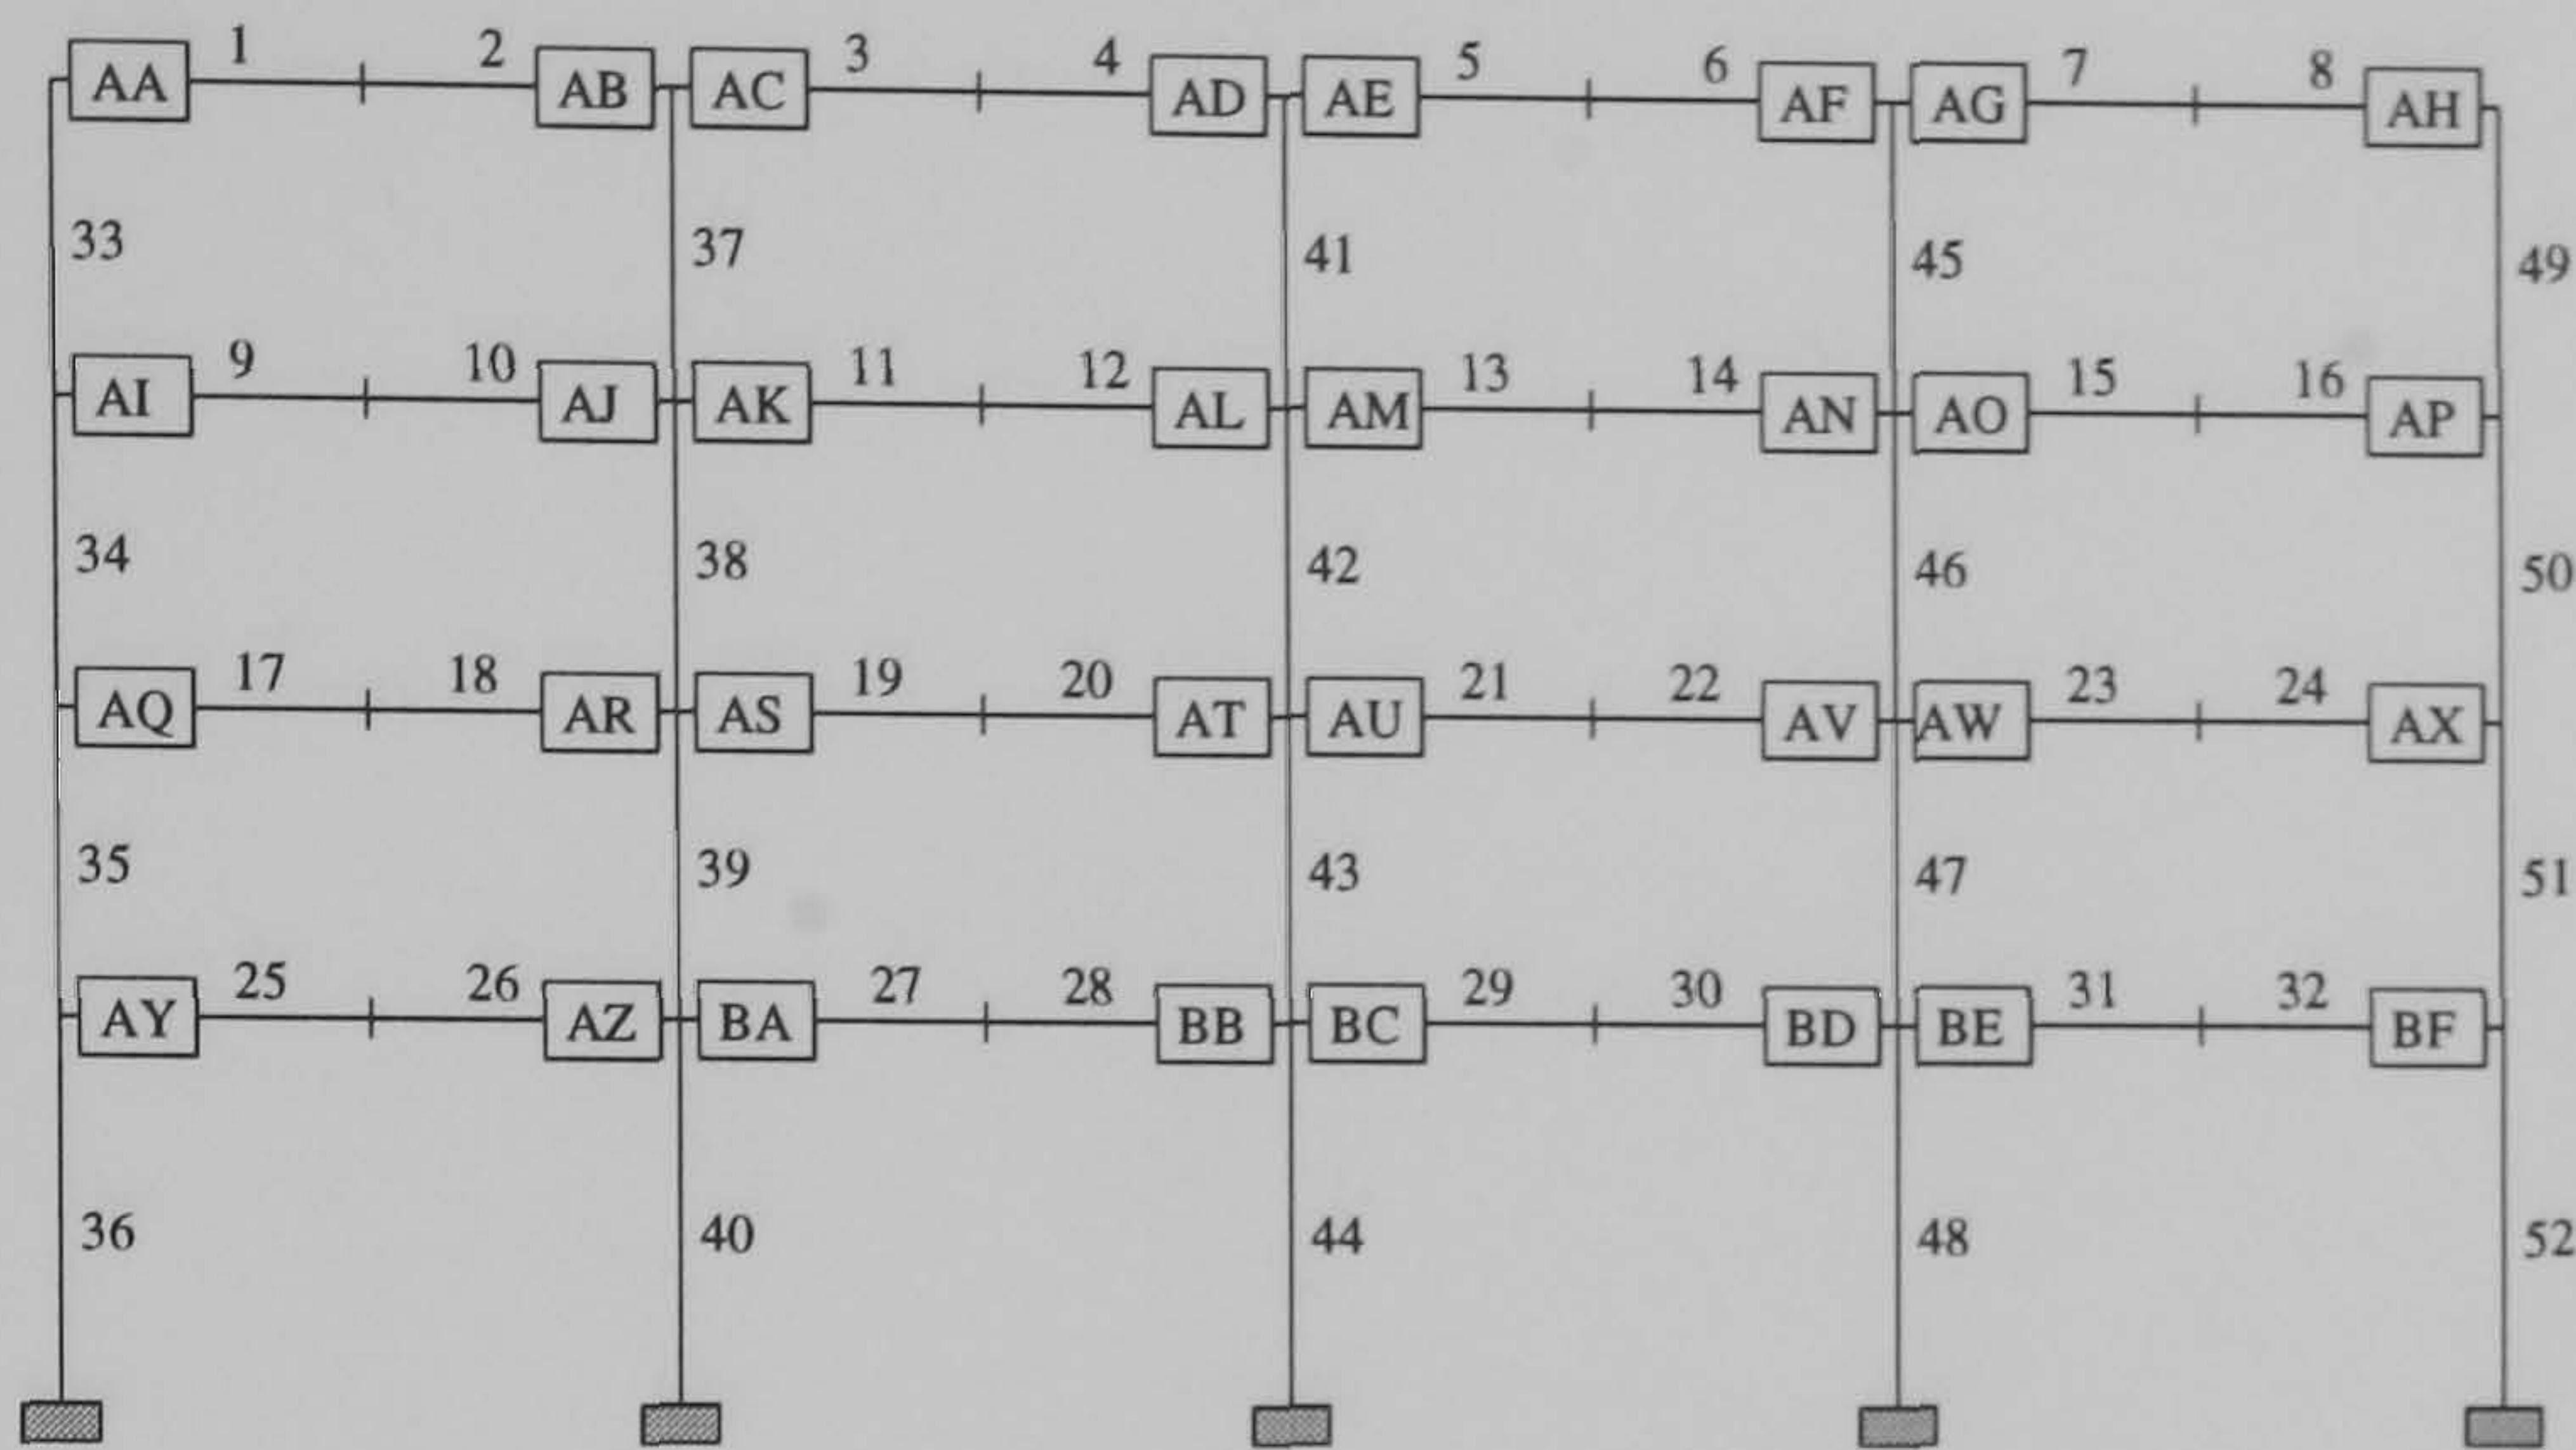 1 2 3 4 5 6 7 8
AA AB AC AD AE AF AG AH
33 37 41 45 49
9 10 11 12 13 14 15 16
AI AJ AK AL AM AN AO AP
34 38 42 46 50
17 18 19 20 21 22 23 24
AQ AR AS AT AU AV AW AX
35 39 43 47 51
25 26 27 28 29 30 31 32
AY AZ BA BB BC BD BE BF
36 40 44 48 52